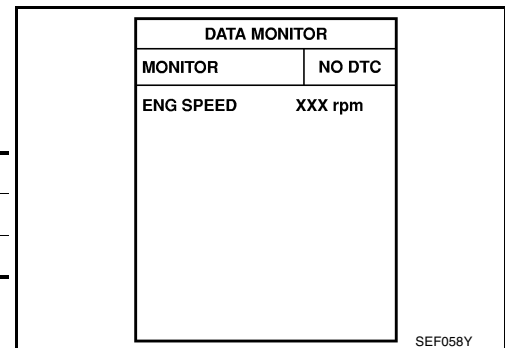 DATA MONITOR
MONITOR NO DTC
ENG SPEED XXX rpm
SEF058Y